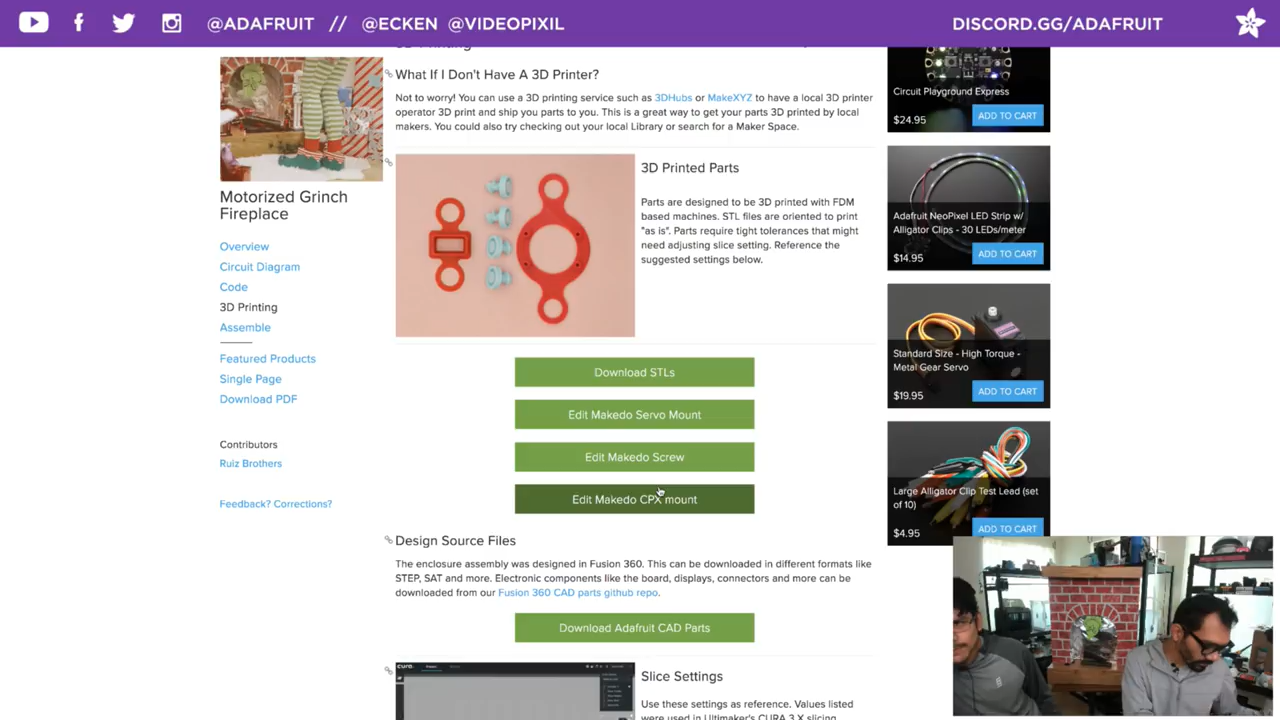 @ADAFRUIT // @ECKEN @VIDEOPIXIL
DISCORD.GG/ADAFRUIT
Motorized Grinch
Fireplace
Overview
Circuit Diagram
Code
3D Printing
Assemble
Featured Products
Single Page
Download PDF
Contributors
Ruiz Brothers
Feedback? Corrections?
What If I Don't Have A 3D Printer?
Not to worry! You can use a 3D printing service such as 3DHubs or MakeXYZ to have a local 3D printer
operator 3D print and ship you parts to you. This is a great way to get your parts 3D printed by local
makers. You could also try checking out your local Library or search for a Maker Space.
3D Printed Parts
Parts are designed to be 3D printed with FDM
based machines. STL files are oriented to print
"as is". Parts require tight tolerances that might
need adjusting slice setting. Reference the
suggested settings below.
Download STLs
Edit Makedo Servo Mount
Edit Makedo Screw
Edit Makedo CPX mount
Design Source Files
The enclosure assembly was designed in Fusion 360. This can be downloaded in different formats like
STEP, SAT and more. Electronic components like the board, displays, connectors and more can be
downloaded from our Fusion 360 CAD parts github repo.
Download Adafruit CAD Parts
cura.
Slice Settings
Use these settings as reference. Values listed
were used in Ultimaker's CURA 3.X slicing
Circuit Playground Express
$24.95
ADD TO CART
Adafruit NeoPixel LED Strip w/
Alligator Clips - 30 LEDs/meter
$14.95
ADD TO CART
Standard Size - High Torque -
Metal Gear Servo
$19.95
ADD TO CART
Large Alligator Clip Test Lead (set
of 10)
$4.95
ADD TO CART